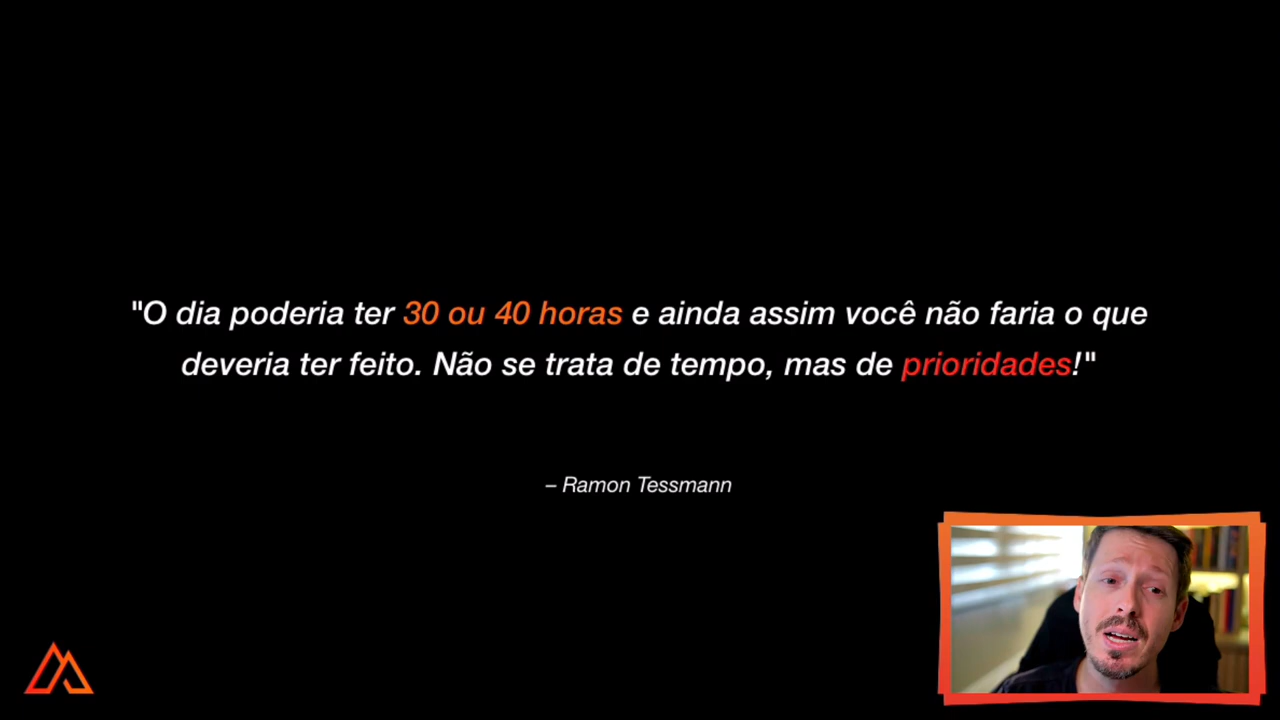 "O dia poderia ter 30 ou 40 horas e ainda assim você não faria o que
deveria ter feito. Não se trata de tempo, mas de prioridades!"
– Ramon Tessmann